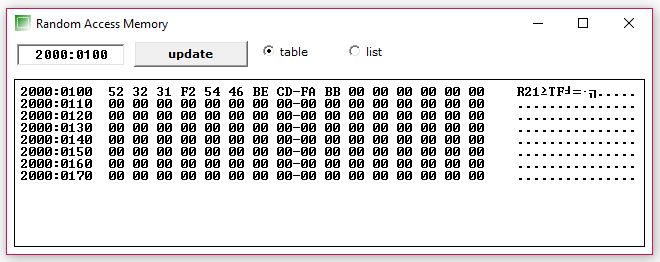 Random Access Memory
2000:0100 update table list
2000:0100 52 32 31 F2 54 46 BE CD-FA BB 00 00 00 00 00 00 R21≥TF╛═·╗......
2000:0110 00 00 00 00 00 00 00 00-00 00 00 00 00 00 00 00 ................
2000:0120 00 00 00 00 00 00 00 00-00 00 00 00 00 00 00 00 ................
2000:0130 00 00 00 00 00 00 00 00-00 00 00 00 00 00 00 00 ................
2000:0140 00 00 00 00 00 00 00 00-00 00 00 00 00 00 00 00 ................
2000:0150 00 00 00 00 00 00 00 00-00 00 00 00 00 00 00 00 ................
2000:0160 00 00 00 00 00 00 00 00-00 00 00 00 00 00 00 00 ................
2000:0170 00 00 00 00 00 00 00 00-00 00 00 00 00 00 00 00 ................